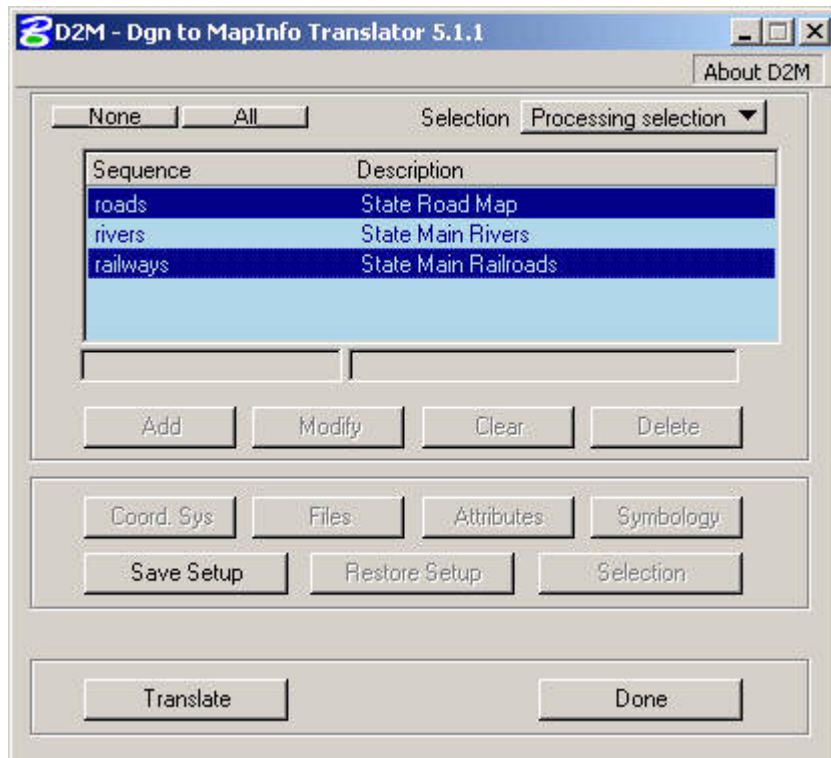 D2M - Dgn to MapInfo Translator 5.1.1
About D2M
None All Selection Processing selection
Sequence Description
roads State Road Map
rivers State Main Rivers
railways State Main Railroads
Add Modify Clear Delete
Coord. Sys Files Attributes Symbology
Save Setup Restore Setup Selection
Translate Done